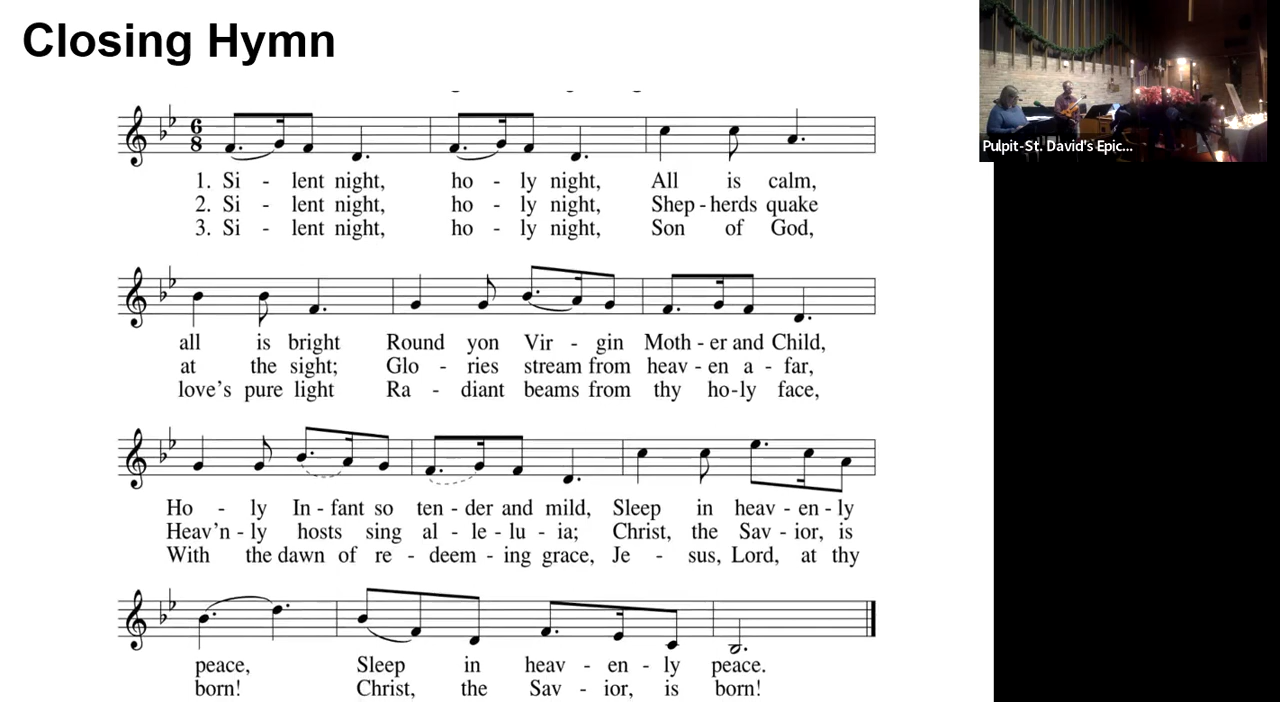 Closing Hymn
Pulpit-St. David's Epic...
6
8
1. Si - lent night, ho - ly night, All is calm,
2. Si - lent night, ho - ly night, Shep - herds quake
3. Si - lent night, ho - ly night, Son of God,
all is bright Round yon Vir - gin Moth - er and Child,
at the sight; Glo - ries stream from heav - en a - far,
love's pure light Ra - diant beams from thy ho - ly face,
Ho - ly In - fant so ten - der and mild, Sleep in heav - en - ly
Heav'n - ly hosts sing al - le - lu - ia; Christ, the Sav - ior, is
With the dawn of re - deem - ing grace, Je - sus, Lord, at thy
peace, Sleep in heav - en - ly peace.
born! Christ, the Sav - ior, is born!